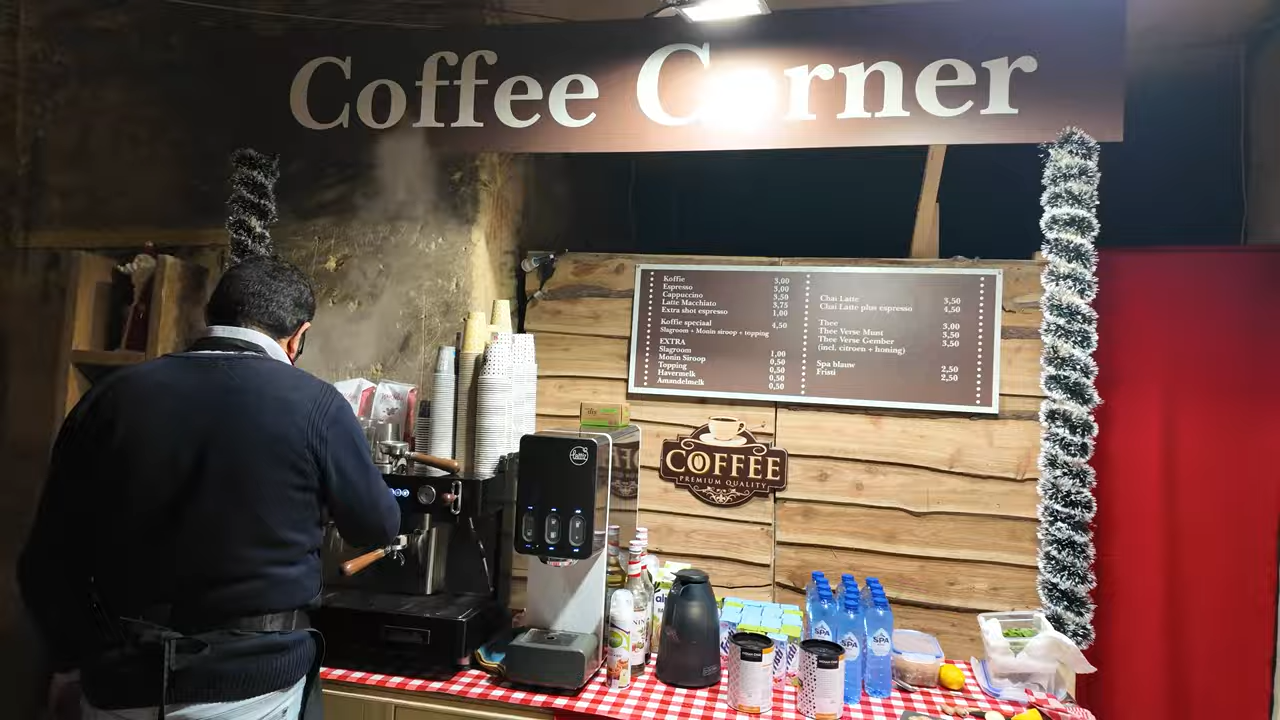 Coffee Corner
Koffie 3,00
Espresso 3,00
Cappuccino 3,50
Latte Macchiato 3,75
Extra shot espresso 1,00
Koffie speciaal 4,50
Slagroom + Monin siroop + topping
EXTRA
Slagroom 1,00
Monin Siroop 0,50
Topping 0,50
Havermelk 0,50
Amandelmelk 0,50
Chai Latte 3,50
Chai Latte plus espresso 4,50
Thee 3,00
Thee Verse Munt 3,50
Thee Verse Gember 3,50
(incl. citroen + honing)
Spa blauw 2,50
Fristi 2,50
COFFEE
PREMIUM QUALITY
SPA
SPA
SPA